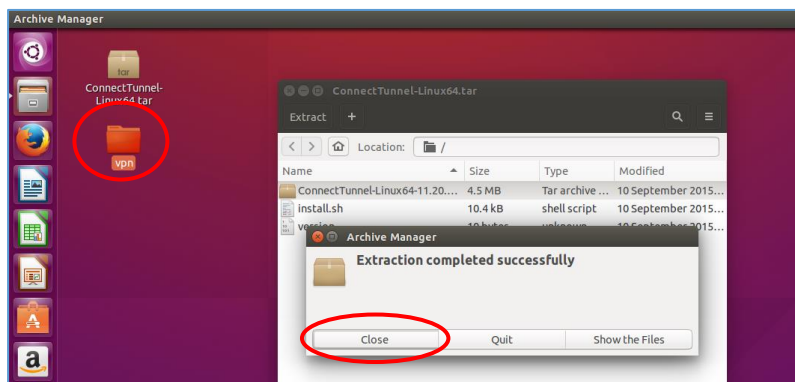 Archive Manager
tar
ConnectTunnel-
Linux64.tar
vpn
ConnectTunnel-Linux64.tar
Extract +
Location: /
Name Size Type Modified
ConnectTunnel-Linux64-11.20.... 4.5 MB Tar archive ... 10 September 2015...
install.sh 10.4 kB shell script 10 September 2015...
version
Archive Manager
Extraction completed successfully
Close Quit Show the Files